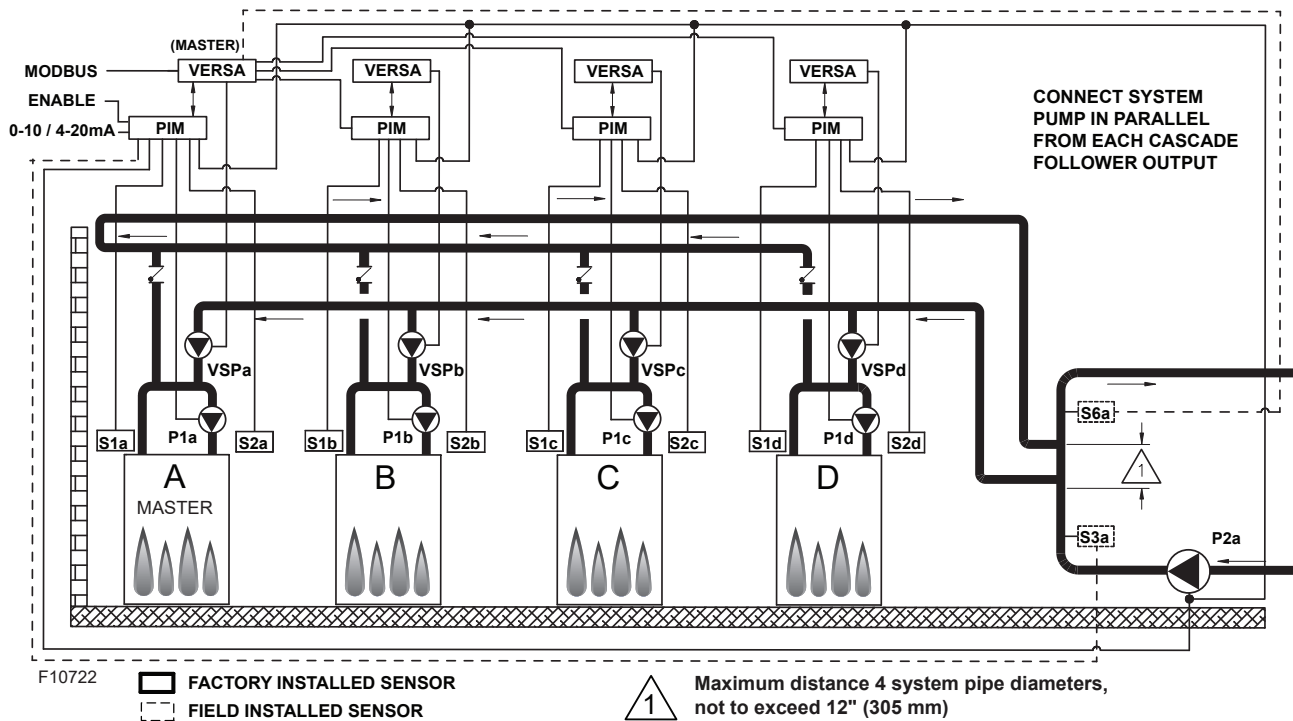 (MASTER)
MODBUS
VERSA
VERSA
VERSA
VERSA
ENABLE
0-10 / 4-20mA
PIM
PIM
PIM
PIM
CONNECT SYSTEM
PUMP IN PARALLEL
FROM EACH CASCADE
FOLLOWER OUTPUT
VSPa
VSPb
VSPc
VSPd
S1a
P1a
S2a
S1b
P1b
S2b
S1c
P1c
S2c
S1d
P1d
S2d
S6a
1
S3a
P2a
A
MASTER
B
C
D
F10722
FACTORY INSTALLED SENSOR
FIELD INSTALLED SENSOR
1
Maximum distance 4 system pipe diameters,
not to exceed 12" (305 mm)